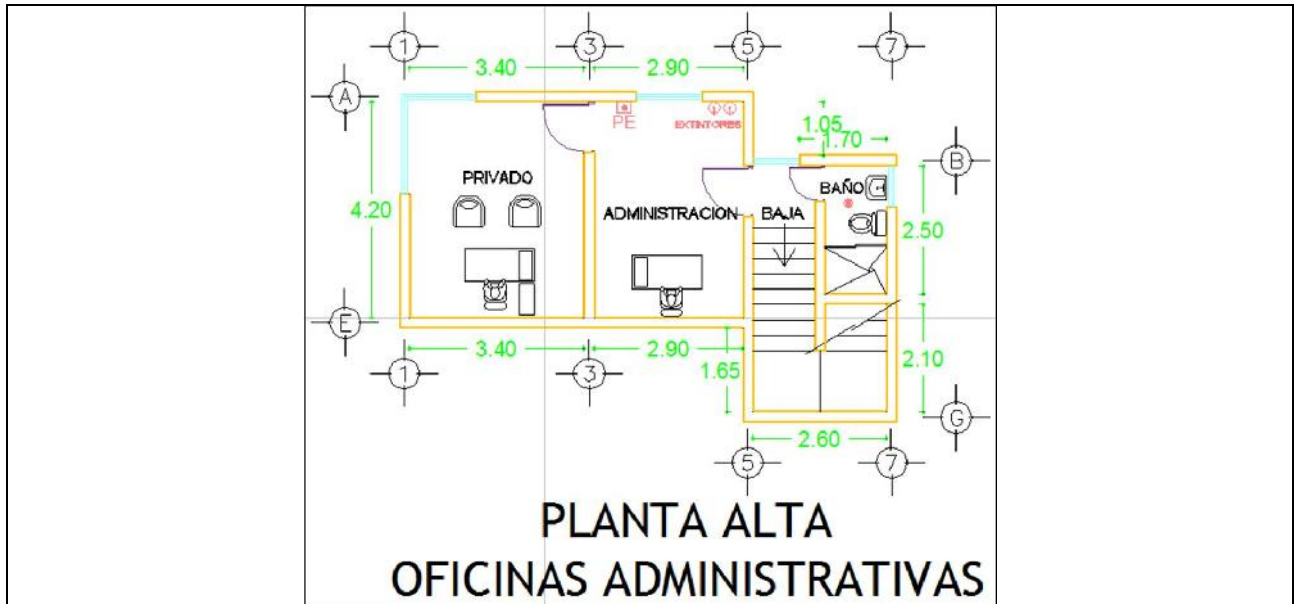 1 3 5 7
3.40 2.90
A
PE EXTINTORES
1.05
1.70
B
PRIVADO
BAÑO
4.20
ADMINISTRACION BAJA
2.50
E
3.40 2.90
1.65
2.10
1 3
G
2.60
5 7
PLANTA ALTA
OFICINAS ADMINISTRATIVAS